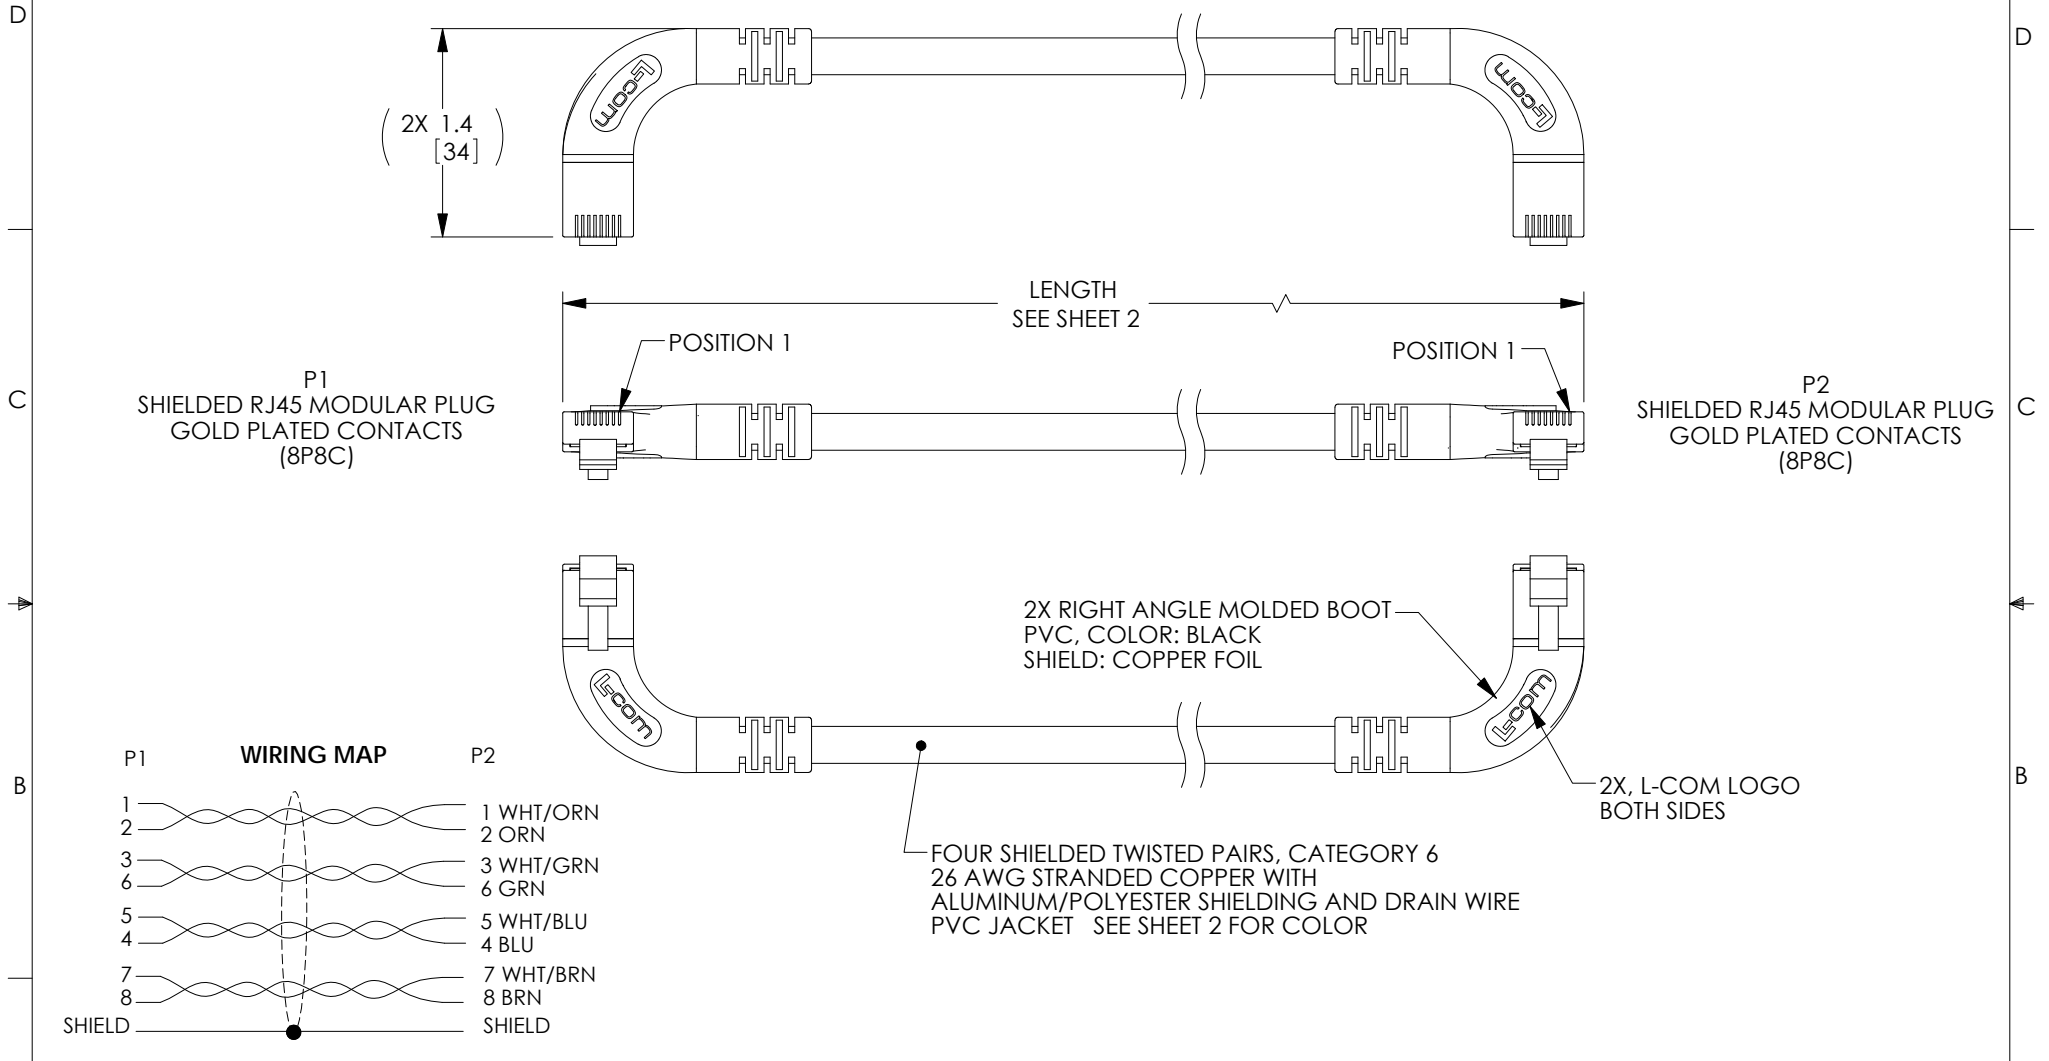 D
D
L-com
L-com
2X 1.4
[34]
LENGTH
SEE SHEET 2
POSITION 1
POSITION 1
P1
SHIELDED RJ45 MODULAR PLUG
GOLD PLATED CONTACTS
(8P8C)
P2
SHIELDED RJ45 MODULAR PLUG
GOLD PLATED CONTACTS
(8P8C)
C
C
2X RIGHT ANGLE MOLDED BOOT
PVC, COLOR: BLACK
SHIELD: COPPER FOIL
L-com
L-com
2X, L-COM LOGO
BOTH SIDES
B
B
FOUR SHIELDED TWISTED PAIRS, CATEGORY 6
26 AWG STRANDED COPPER WITH
ALUMINUM/POLYESTER SHIELDING AND DRAIN WIRE
PVC JACKET SEE SHEET 2 FOR COLOR
P1 WIRING MAP P2
1 1 WHT/ORN
2 2 ORN
3 3 WHT/GRN
6 6 GRN
5 5 WHT/BLU
4 4 BLU
7 7 WHT/BRN
8 8 BRN
SHIELD SHIELD